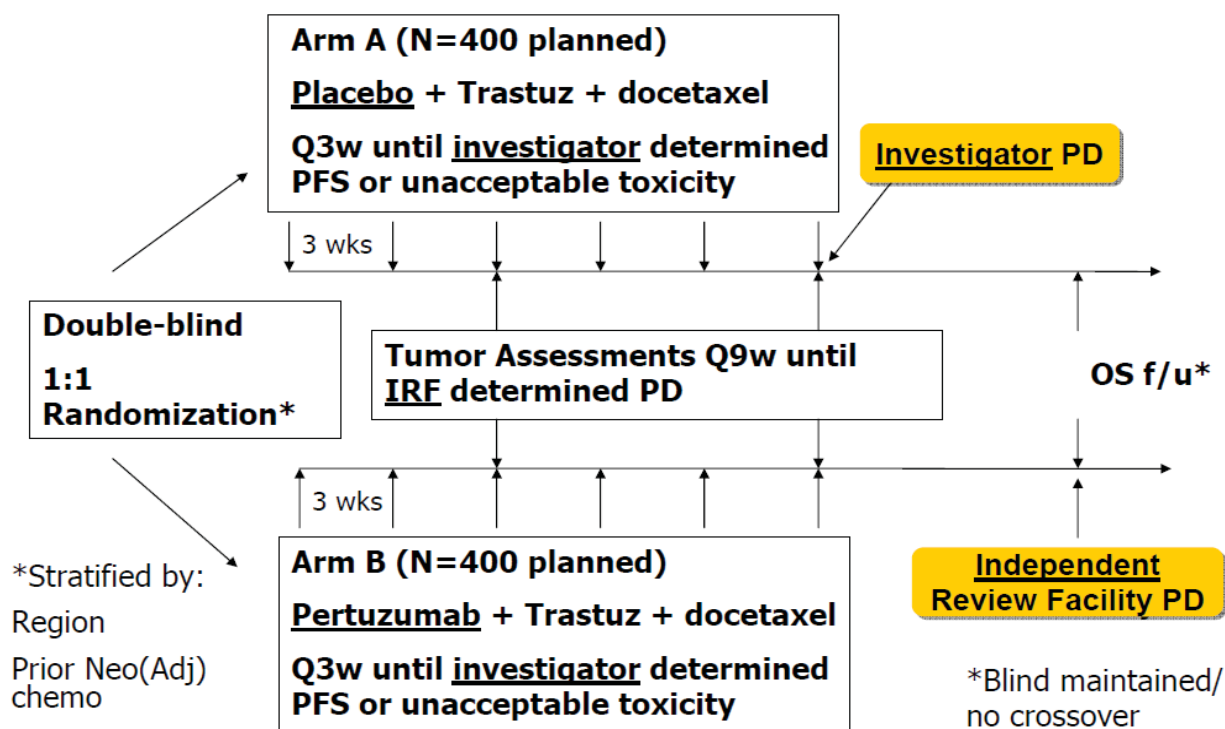 Arm A (N=400 planned)
Placebo + Trastuz + docetaxel
Q3w until investigator determined
PFS or unacceptable toxicity
Investigator PD
3 wks
Double-blind
1:1
Randomization*
Tumor Assessments Q9w until
IRF determined PD
OS f/u*
3 wks
Arm B (N=400 planned)
Pertuzumab + Trastuz + docetaxel
Q3w until investigator determined
PFS or unacceptable toxicity
Independent
Review Facility PD
*Stratified by:
Region
Prior Neo(Adj)
chemo
*Blind maintained/
no crossover